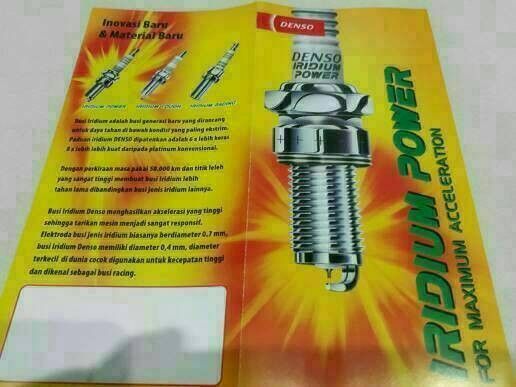 Inovasi Baru
& Material Baru
IRIDIUM POWER
IRIDIUM TOUGH
IRIDIUM RACING
Busi Iridium adalah busi generasi baru yang dirancang
untuk daya tahan di bawah kondisi yang paling ekstrim.
Paduan iridium DENSO dipatenkan adalah 6 x lebih keras
8 x lebih kuat daripada platinum konvensional.
Dengan perkiraan masa pakai 50.000 km dan titik leleh
yang sangat tinggi membuat busi iridium lebih
tahan lama dibandingkan busi jenis iridium lainnya.
Busi Iridium Denso menghasilkan akselerasi yang tinggi
sehingga tarikan mesin menjadi sangat responsif.
Elektroda busi jenis iridium biasanya berdiameter 0.7 mm,
busi iridium Denso memiliki diameter 0,4 mm, diameter
terkecil di dunia cocok digunakan untuk kecepatan tinggi
dan dikenal sebagai busi racing.
DENSO
DENSO
IRIDIUM
POWER
IRIDIUM POWER
FOR MAXIMUM ACCELERATION